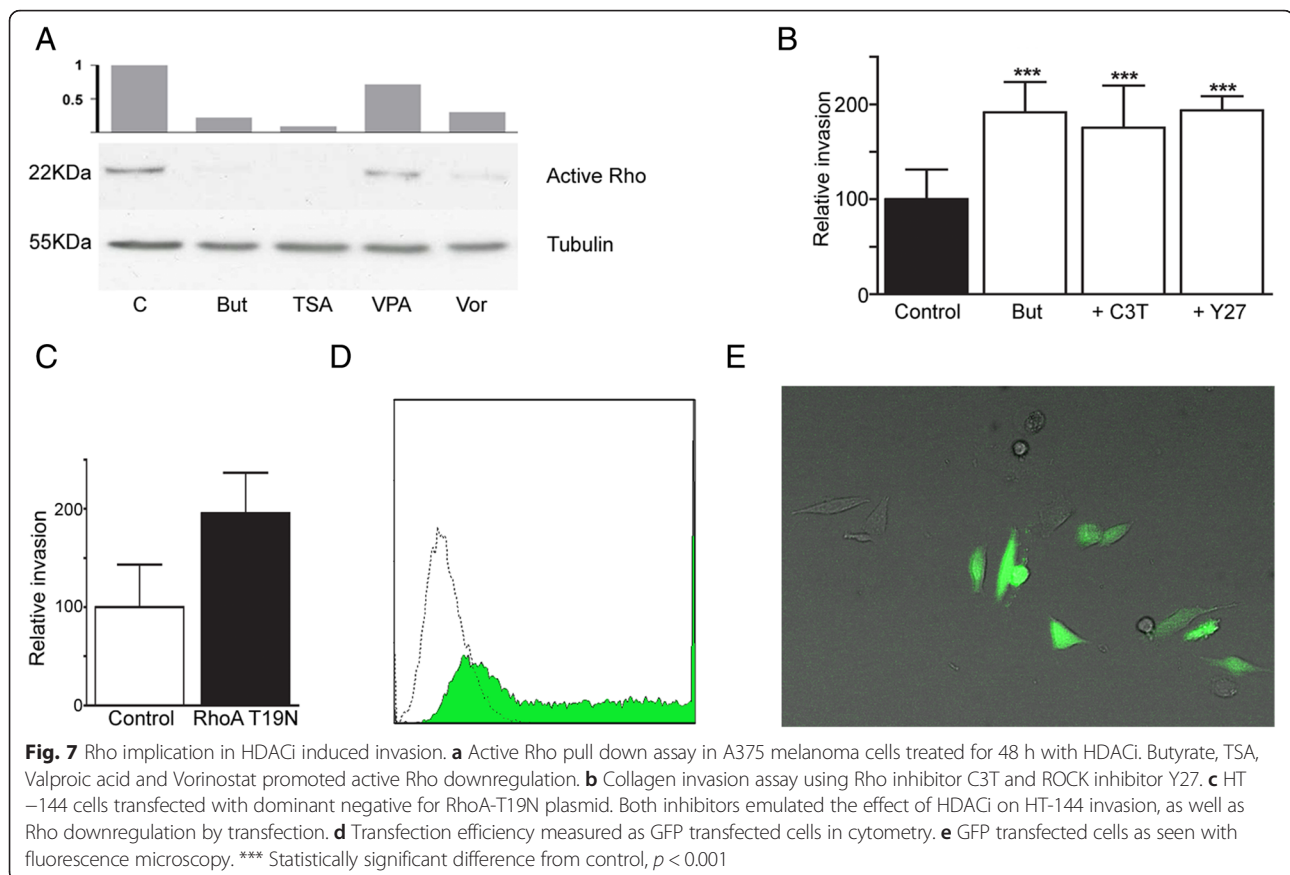 A
1
0.5
22KDa
Active Rho
55KDa
Tubulin
C But TSA VPA Vor
B
Relative invasion
200
100
0
*** *** ***
Control But + C3T + Y27
C
Relative invasion
200
100
0
Control RhoA T19N
D
E
Fig. 7 Rho implication in HDACi induced invasion. a Active Rho pull down assay in A375 melanoma cells treated for 48 h with HDACi. Butyrate, TSA,
Valproic acid and Vorinostat promoted active Rho downregulation. b Collagen invasion assay using Rho inhibitor C3T and ROCK inhibitor Y27. c HT
−144 cells transfected with dominant negative for RhoA-T19N plasmid. Both inhibitors emulated the effect of HDACi on HT-144 invasion, as well as
Rho downregulation by transfection. d Transfection efficiency measured as GFP transfected cells in cytometry. e GFP transfected cells as seen with
fluorescence microscopy. *** Statistically significant difference from control, p < 0.001